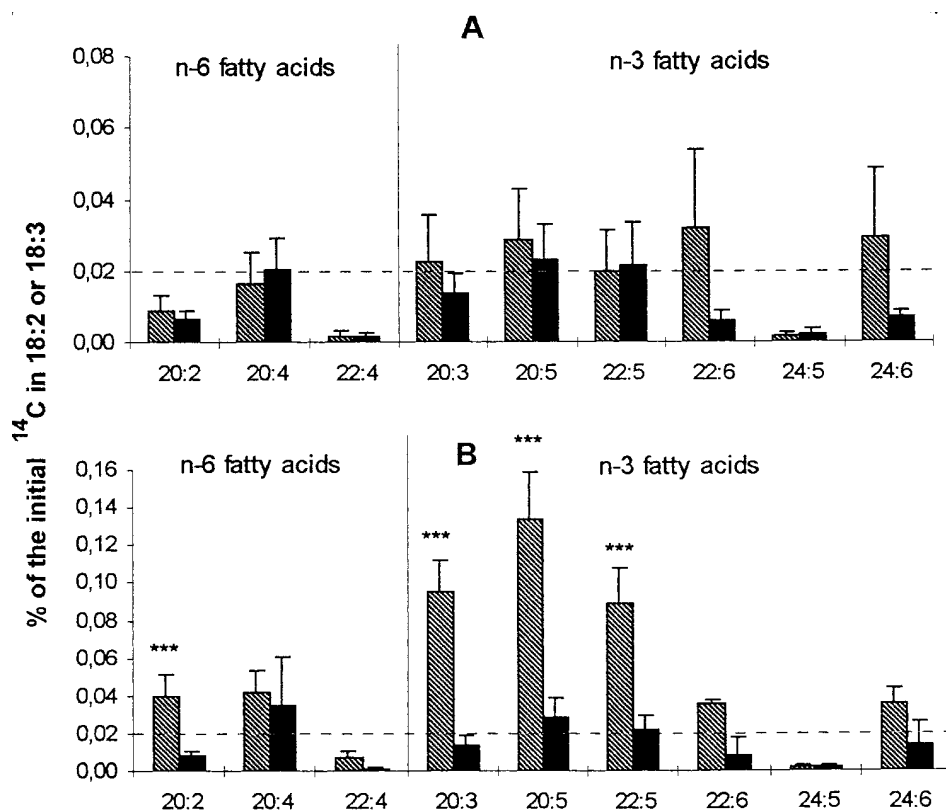 A
n-6 fatty acids
n-3 fatty acids
0,08
0,06
0,04
0,02
0,00
20:2 20:4 22:4 20:3 20:5 22:5 22:6 24:5 24:6
% of the initial ¹⁴C in 18:2 or 18:3
B
n-6 fatty acids
n-3 fatty acids
0,16
0,14
0,12
0,10
0,08
0,06
0,04
0,02
0,00
***
***
***
***
20:2 20:4 22:4 20:3 20:5 22:5 22:6 24:5 24:6